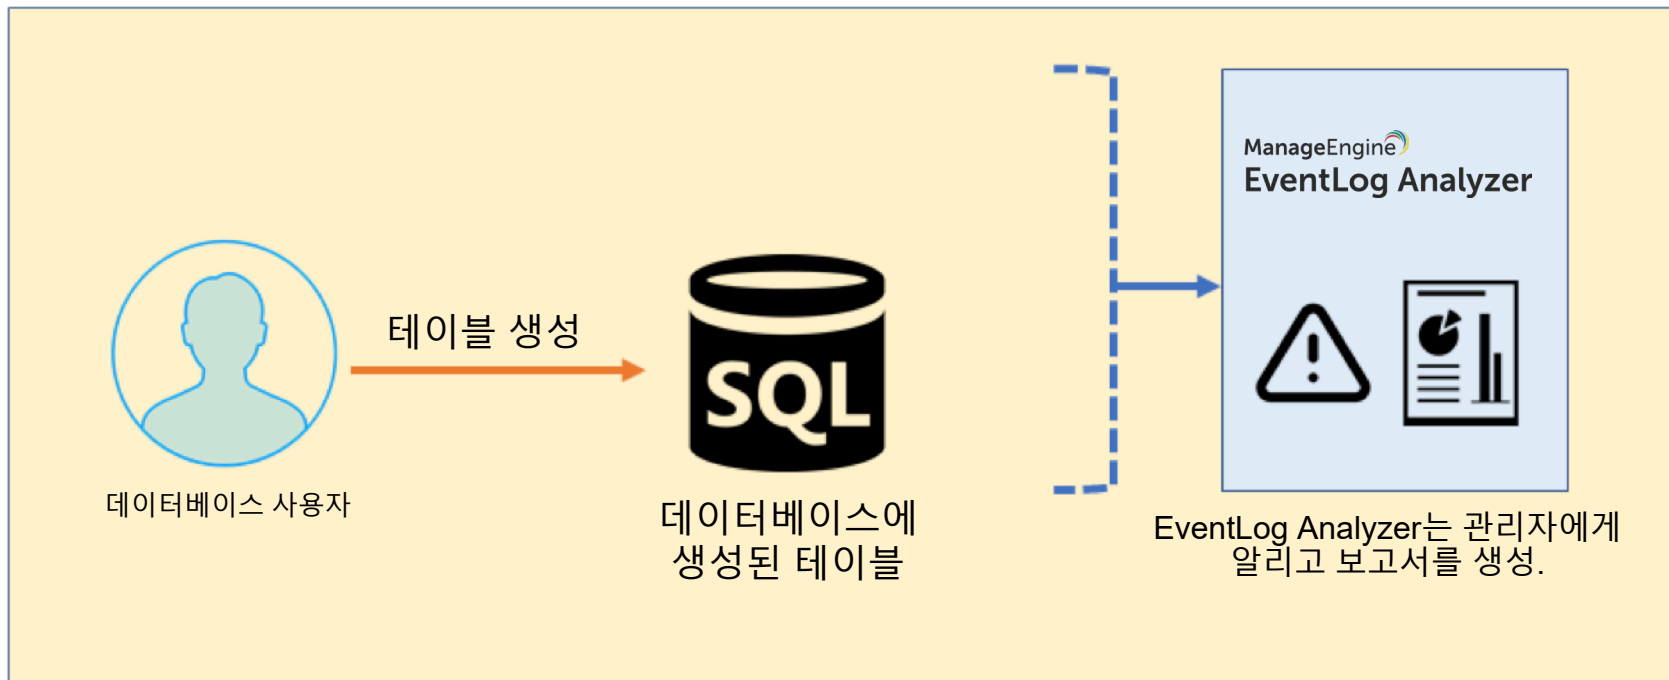 ManageEngine
EventLog Analyzer
테이블 생성
SQL
데이터베이스 사용자
데이터베이스에
생성된 테이블
EventLog Analyzer는 관리자에게
알리고 보고서를 생성.